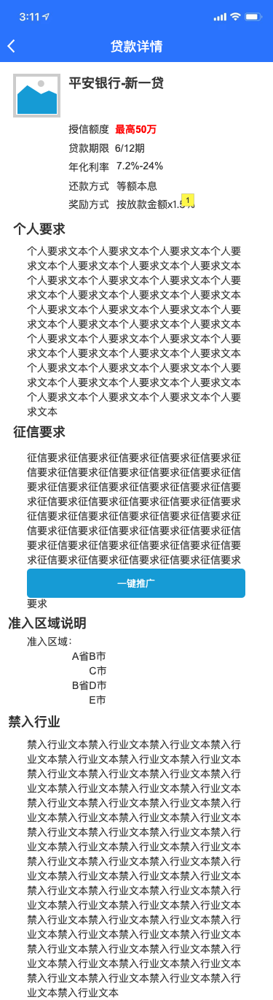 3:11
贷款详情
平安银行-新一贷
授信额度 最高50万
贷款期限 6/12期
年化利率 7.2%-24%
还款方式 等额本息
奖励方式 按放款金额x1.5%
1
个人要求
个人要求文本个人要求文本个人要求文本个人要
求文本个人要求文本个人要求文本个人要求文本
个人要求文本个人要求文本个人要求文本个人要
求文本个人要求文本个人要求文本个人要求文本
个人要求文本个人要求文本个人要求文本个人要
求文本个人要求文本个人要求文本个人要求文本
个人要求文本个人要求文本个人要求文本个人要
求文本个人要求文本个人要求文本个人要求文本
个人要求文本个人要求文本个人要求文本个人要
求文本个人要求文本个人要求文本个人要求文本
个人要求文本个人要求文本个人要求文本个人要
求文本
征信要求
征信要求征信要求征信要求征信要求征信要求征
信要求征信要求征信要求征信要求征信要求征信
要求征信要求征信要求征信要求征信要求征信要
求征信要求征信要求征信要求征信要求征信要求
征信要求征信要求征信要求征信要求征信要求征
信要求征信要求征信要求征信要求征信要求征信
要求征信要求征信要求征信要求征信要求征信要
求征信要求征信要求征信要求征信要求征信要求
一键推广
要求
准入区域说明
准入区域：
A省B市
C市
B省D市
E市
禁入行业
禁入行业文本禁入行业文本禁入行业文本禁入行
业文本禁入行业文本禁入行业文本禁入行业文本
禁入行业文本禁入行业文本禁入行业文本禁入行
业文本禁入行业文本禁入行业文本禁入行业文本
禁入行业文本禁入行业文本禁入行业文本禁入行
业文本禁入行业文本禁入行业文本禁入行业文本
禁入行业文本禁入行业文本禁入行业文本禁入行
业文本禁入行业文本禁入行业文本禁入行业文本
禁入行业文本禁入行业文本禁入行业文本禁入行
业文本禁入行业文本禁入行业文本禁入行业文本
禁入行业文本禁入行业文本禁入行业文本禁入行
业文本禁入行业文本禁入行业文本禁入行业文本
禁入行业文本禁入行业文本禁入行业文本禁入行
业文本禁入行业文本禁入行业文本禁入行业文本
禁入行业文本禁入行业文本禁入行业文本禁入行
业文本禁入行业文本禁入行业文本禁入行业文本
禁入行业文本禁入行业文本禁入行业文本禁入行
业文本禁入行业文本